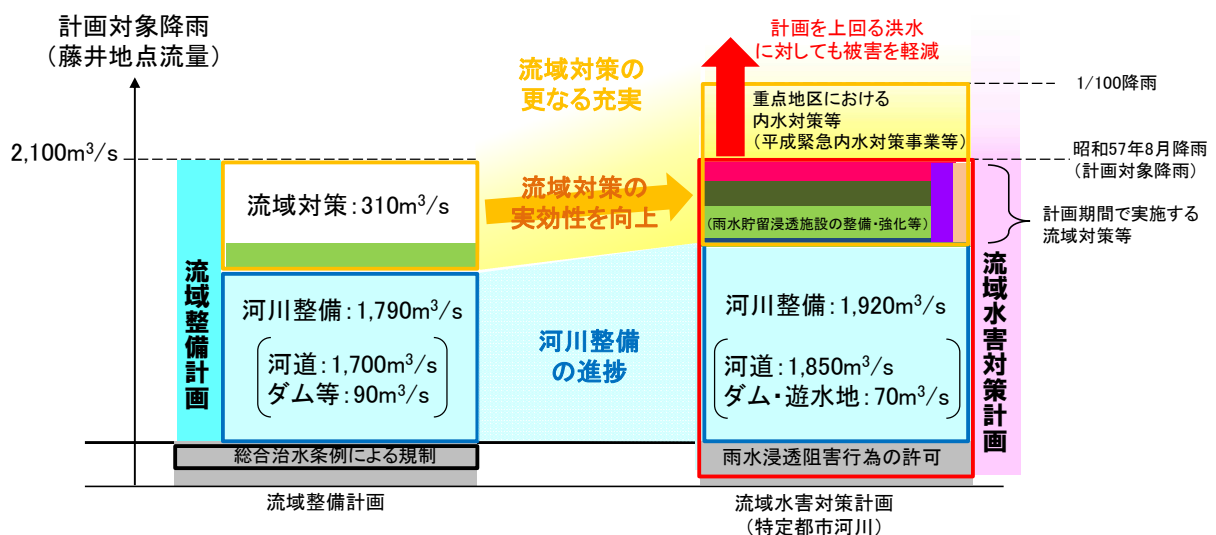 計画対象降雨
（藤井地点流量）
2,100m³/s
流域対策：310m³/s
流域整備計画
河川整備：1,790m³/s
河道：1,700m³/s
ダム等：90m³/s
総合治水条例による規制
流域整備計画
流域対策の
更なる充実
流域対策の
実効性を向上
河川整備
の進捗
計画を上回る洪水
に対しても被害を軽減
重点地区における
内水対策等
（平成緊急内水対策事業等）
（雨水貯留浸透施設の整備・強化等）
河川整備：1,920m³/s
河道：1,850m³/s
ダム・遊水地：70m³/s
雨水浸透阻害行為の許可
流域水害対策計画
（特定都市河川）
1/100降雨
昭和57年8月降雨
（計画対象降雨）
計画期間で実施する
流域対策等
流域水害対策計画